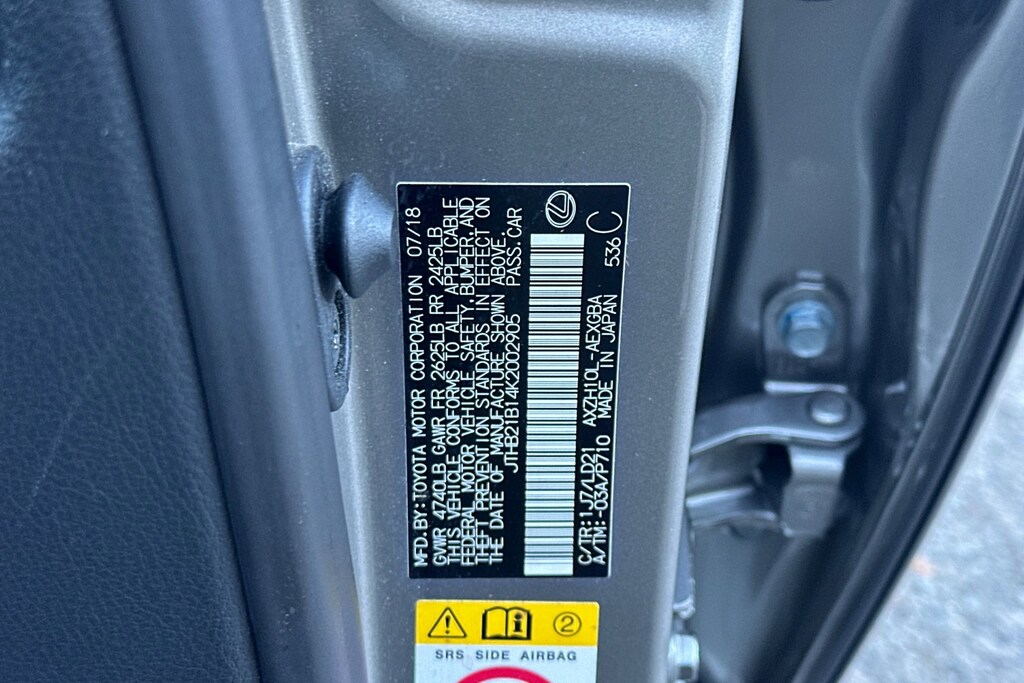 MFD.BY:TOYOTA MOTOR CORPORATION 07/18
GVWR 4740LB GAWR FR 2625LB RR 2425LB
THIS VEHICLE CONFORMS TO ALL APPLICABLE
FEDERAL MOTOR VEHICLE SAFETY,BUMPER,AND
THEFT PREVENTION STANDARDS IN EFFECT ON
THE DATE OF MANUFACTURE SHOWN ABOVE.
JTHB21B14K2002905 PASS.CAR
C/TR:1J7/LD21 AXZH10L-AEXGBA
A/TM:-03A/P710 MADE IN JAPAN 536 C
2
SRS SIDE AIRBAG